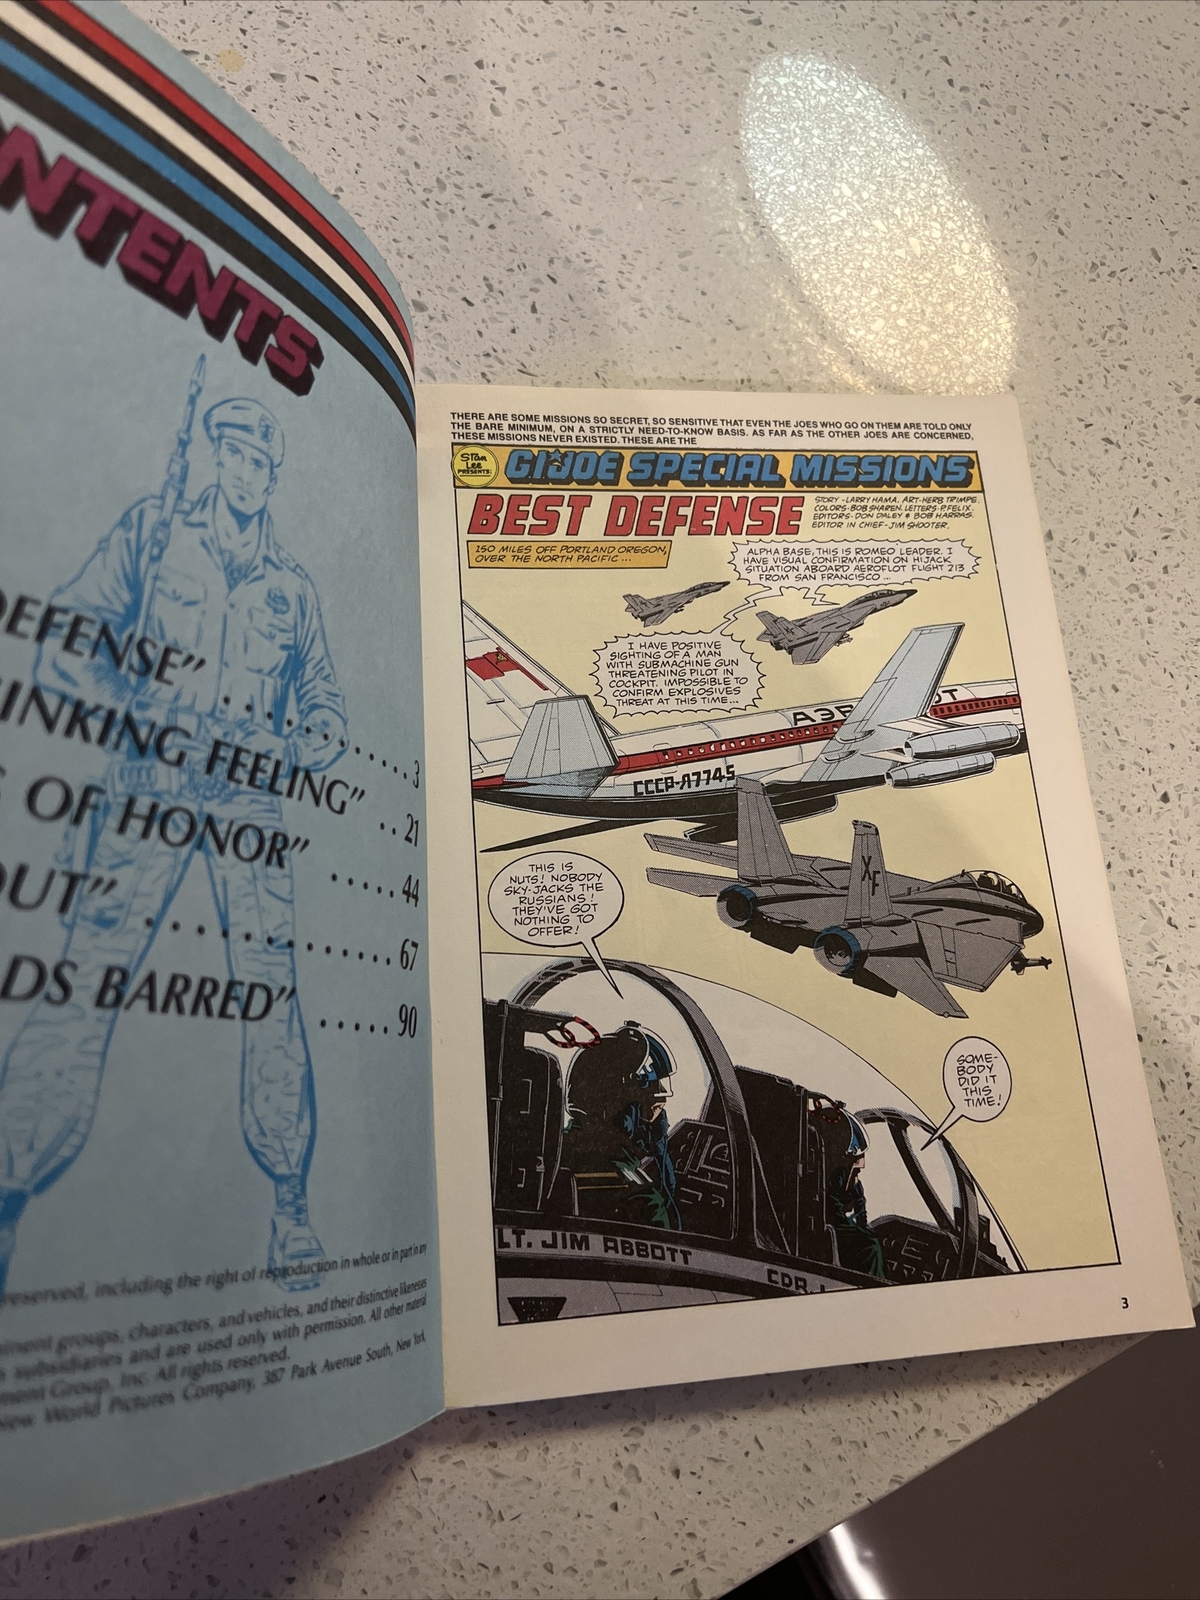 ONTENTS
DEFENSE" .......... 3
INKING FEELING" .. 21
OF HONOR" ..... 44
OUT" ............. 67
LDS BARRED" ..... 90
reserved, including the right of reproduction in whole or in part in any
groups, characters, and vehicles, and their distinctive likenesses
subsidiaries and are used only with permission. All other material
Group, Inc. All rights reserved.
New World Pictures Company, 387 Park Avenue South, New York,
THERE ARE SOME MISSIONS SO SECRET, SO SENSITIVE THAT EVEN THE JOES WHO GO ON THEM ARE TOLD ONLY
THE BARE MINIMUM, ON A STRICTLY NEED-TO-KNOW BASIS. AS FAR AS THE OTHER JOES ARE CONCERNED,
THESE MISSIONS NEVER EXISTED. THESE ARE THE
Stan
Lee
PRESENTS:
G.I. JOE SPECIAL MISSIONS
BEST DEFENSE
STORY-LARRY HAMA. ART-HERB TRIMPE.
COLORS-BOB SHAREN. LETTERS-P.FELIX.
EDITORS-DON DALEY & BOB HARRAS.
EDITOR IN CHIEF-JIM SHOOTER.
150 MILES OFF PORTLAND OREGON,
OVER THE NORTH PACIFIC ...
ALPHA BASE, THIS IS ROMEO LEADER. I
HAVE VISUAL CONFIRMATION ON HIJACK
SITUATION ABOARD AEROFLOT FLIGHT 213
FROM SAN FRANCISCO ...
I HAVE POSITIVE
SIGHTING OF A MAN
WITH SUBMACHINE GUN
THREATENING PILOT IN
COCKPIT. IMPOSSIBLE TO
CONFIRM EXPLOSIVES
THREAT AT THIS TIME...
АЭР Т
СССР-Л7745
XF
THIS IS
NUTS! NOBODY
SKY-JACKS THE
RUSSIANS!
THEY'VE GOT
NOTHING TO
OFFER!
SOME-
BODY
DID IT
THIS
TIME!
LT. JIM ABBOTT
CDR.
3